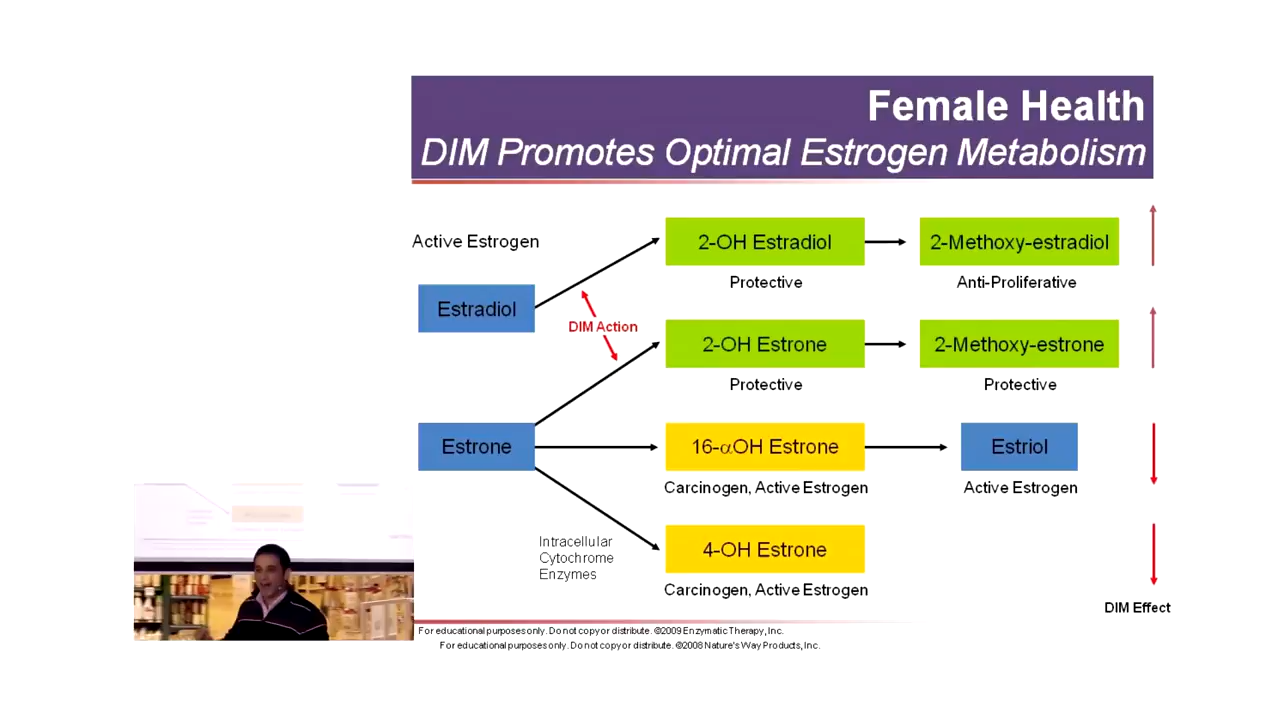 Female Health
DIM Promotes Optimal Estrogen Metabolism
Active Estrogen
Estradiol
2-OH Estradiol
Protective
2-Methoxy-estradiol
Anti-Proliferative
DIM Action
2-OH Estrone
Protective
2-Methoxy-estrone
Protective
Estrone
16-αOH Estrone
Carcinogen, Active Estrogen
Estriol
Active Estrogen
Intracellular
Cytochrome
Enzymes
4-OH Estrone
Carcinogen, Active Estrogen
DIM Effect
For educational purposes only. Do not copy or distribute. ©2009 Enzymatic Therapy, Inc.
For educational purposes only. Do not copy or distribute. ©2008 Nature's Way Products, Inc.